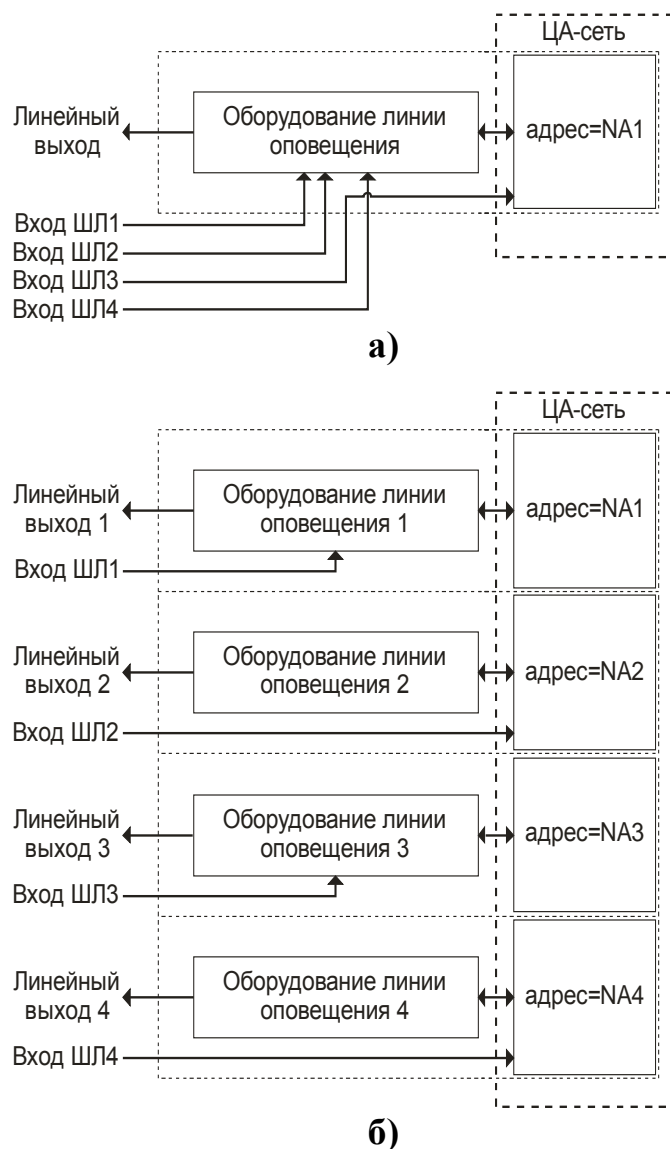 ЦА-сеть
Линейный
выход
Оборудование линии
оповещения
адрес=NA1
Вход ШЛ1
Вход ШЛ2
Вход ШЛ3
Вход ШЛ4
а)
ЦА-сеть
Линейный
выход 1
Оборудование линии
оповещения 1
адрес=NA1
Вход ШЛ1
Линейный
выход 2
Оборудование линии
оповещения 2
адрес=NA2
Вход ШЛ2
Линейный
выход 3
Оборудование линии
оповещения 3
адрес=NA3
Вход ШЛ3
Линейный
выход 4
Оборудование линии
оповещения 4
адрес=NA4
Вход ШЛ4
б)